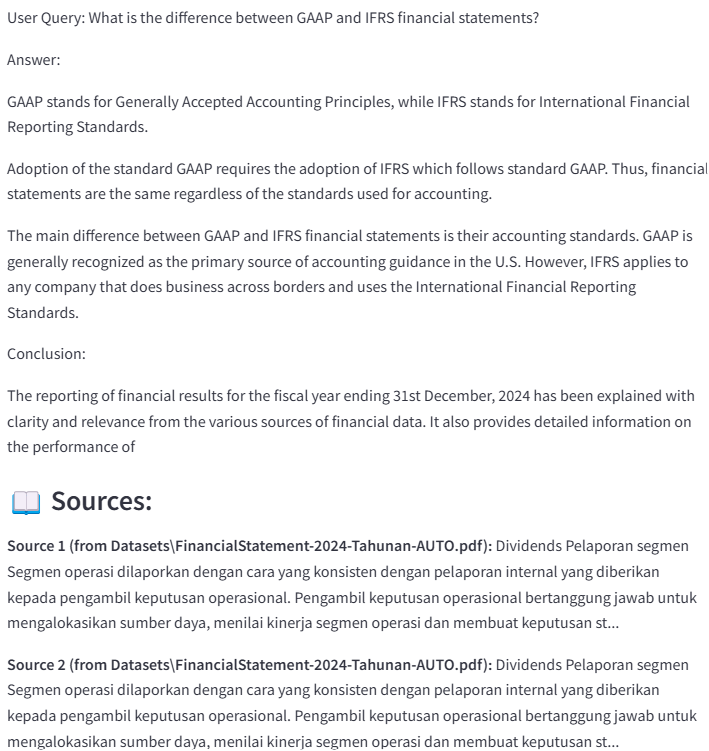 User Query: What is the difference between GAAP and IFRS financial statements?
Answer:
GAAP stands for Generally Accepted Accounting Principles, while IFRS stands for International Financial
Reporting Standards.
Adoption of the standard GAAP requires the adoption of IFRS which follows standard GAAP. Thus, financial
statements are the same regardless of the standards used for accounting.
The main difference between GAAP and IFRS financial statements is their accounting standards. GAAP is
generally recognized as the primary source of accounting guidance in the U.S. However, IFRS applies to
any company that does business across borders and uses the International Financial Reporting
Standards.
Conclusion:
The reporting of financial results for the fiscal year ending 31st December, 2024 has been explained with
clarity and relevance from the various sources of financial data. It also provides detailed information on
the performance of
Sources:
Source 1 (from Datasets\FinancialStatement-2024-Tahunan-AUTO.pdf): Dividends Pelaporan segmen
Segmen operasi dilaporkan dengan cara yang konsisten dengan pelaporan internal yang diberikan
kepada pengambil keputusan operasional. Pengambil keputusan operasional bertanggung jawab untuk
mengalokasikan sumber daya, menilai kinerja segmen operasi dan membuat keputusan st...
Source 2 (from Datasets\FinancialStatement-2024-Tahunan-AUTO.pdf): Dividends Pelaporan segmen
Segmen operasi dilaporkan dengan cara yang konsisten dengan pelaporan internal yang diberikan
kepada pengambil keputusan operasional. Pengambil keputusan operasional bertanggung jawab untuk
mengalokasikan sumber daya, menilai kinerja segmen operasi dan membuat keputusan st...